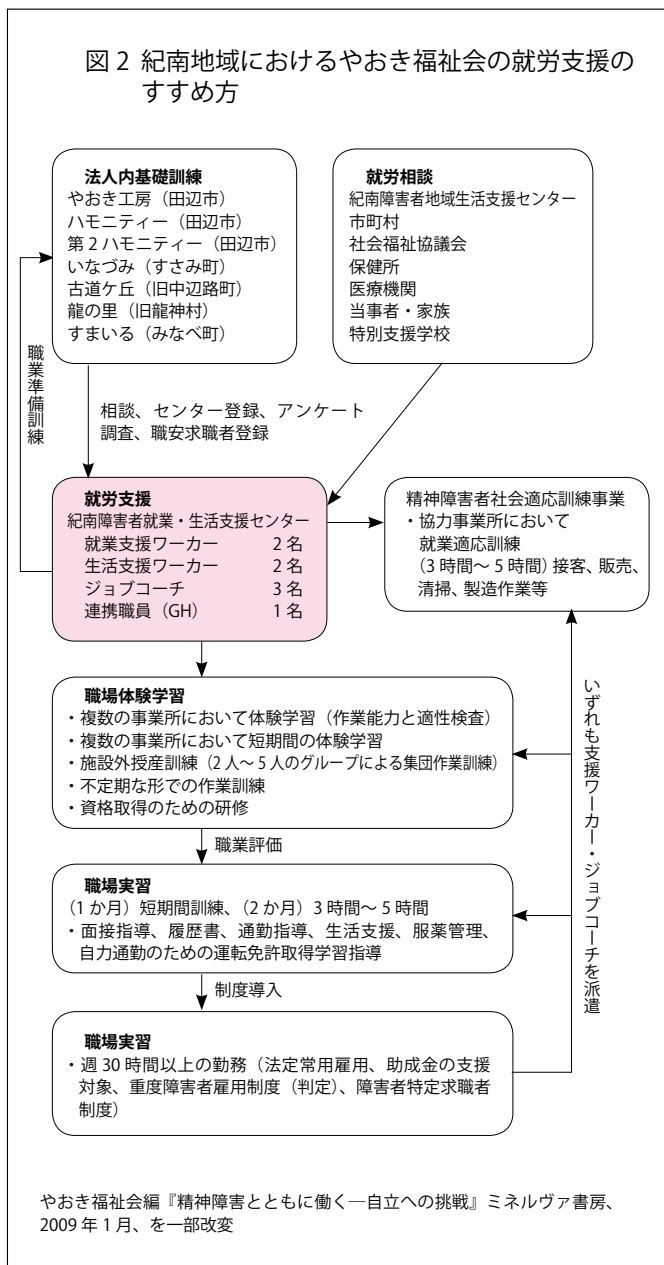 図 2 紀南地域におけるやおき福祉会の就労支援の
すすめ方
法人内基礎訓練
やおき工房（田辺市）
ハモニティー（田辺市）
第 2 ハモニティー（田辺市）
いなづみ（すさみ町）
古道ケ丘（旧中辺路町）
龍の里（旧龍神村）
すまいる（みなべ町）
就労相談
紀南障害者地域生活支援センター
市町村
社会福祉協議会
保健所
医療機関
当事者・家族
特別支援学校
職業準備訓練
相談、センター登録、アンケート
調査、職安求職者登録
就労支援
紀南障害者就業・生活支援センター
就業支援ワーカー 2 名
生活支援ワーカー 2 名
ジョブコーチ 3 名
連携職員（GH） 1 名
精神障害者社会適応訓練事業
・協力事業所において
就業適応訓練
（3 時間～ 5 時間）接客、販売、
清掃、製造作業等
職場体験学習
・複数の事業所において体験学習（作業能力と適性検査）
・複数の事業所において短期間の体験学習
・施設外授産訓練（2 人～ 5 人のグループによる集団作業訓練）
・不定期な形での作業訓練
・資格取得のための研修
職業評価
職場実習
（1 か月）短期間訓練、（2 か月）3 時間～ 5 時間
・面接指導、履歴書、通勤指導、生活支援、服薬管理、
自力通勤のための運転免許取得学習指導
制度導入
職場実習
・週 30 時間以上の勤務（法定常用雇用、助成金の支援
対象、重度障害者雇用制度（判定）、障害者特定求職者
制度）
いずれも支援ワーカー・ジョブコーチを派遣
やおき福祉会編『精神障害とともに働く―自立への挑戦』ミネルヴァ書房、
2009 年 1 月、を一部改変